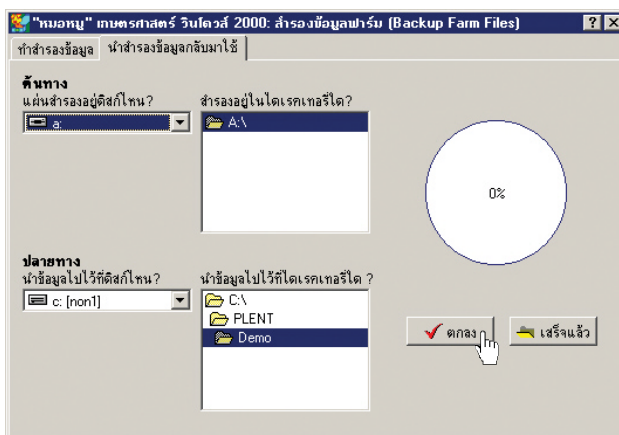 "หมอหมู" เกษตรศาสตร์ วินโดวส์ 2000: สำรองข้อมูลฟาร์ม (Backup Farm Files)
ทำสำรองข้อมูล นำสำรองข้อมูลกลับมาใช้
ต้นทาง
แผ่นสำรองอยู่ดิสก์ไหน? สำรองอยู่ในไดเรคเทอรีใด?
a: A:\
0%
ปลายทาง
นำข้อมูลไปไว้ที่ดิสก์ไหน? นำข้อมูลไปไว้ที่ไดเรคเทอรีใด ?
c: [non1] C:\
PLENT
Demo
ตกลง เสร็จแล้ว